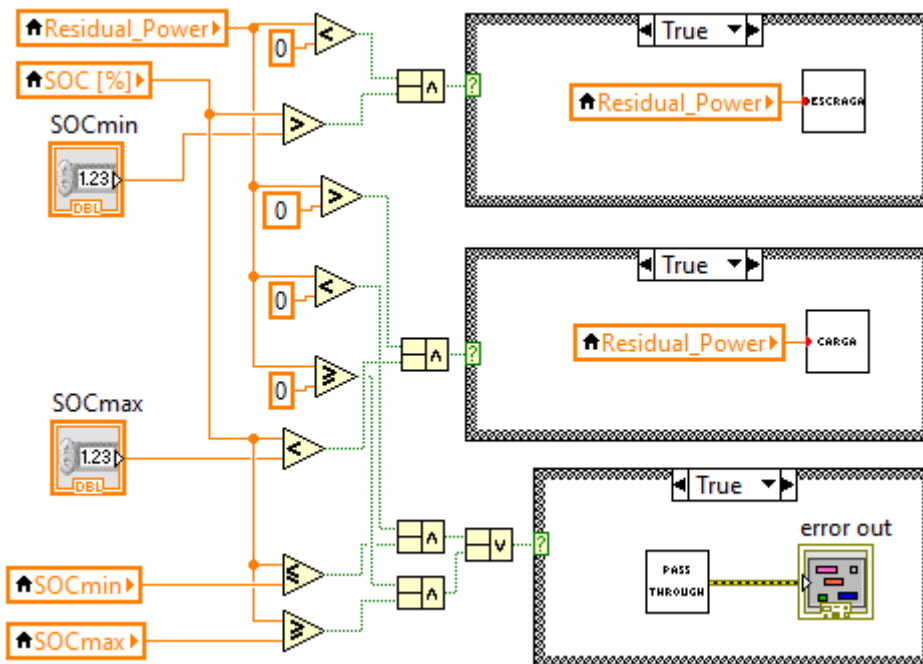 Residual_Power
0
<
True
SOC [%]
Residual_Power
ESCRAGA
SOCmin
>
1.23
DBL
>
0
True
<
0
Residual_Power
CARGA
≥
0
SOCmax
<
1.23
DBL
True
error out
SOCmin
≤
PASS
THROUGH
SOCmax
≥